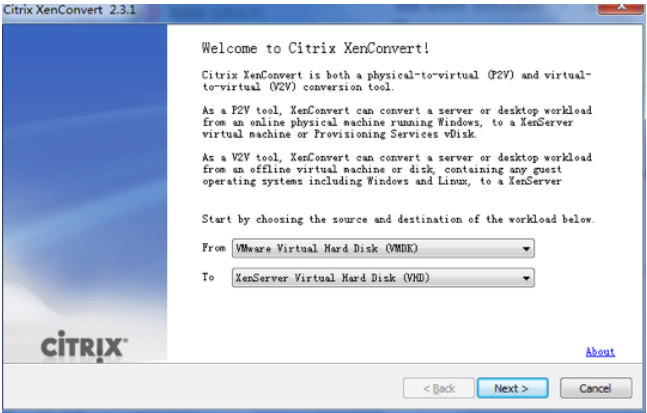 Citrix XenConvert 2.3.1
Welcome to Citrix XenConvert!
Citrix XenConvert is both a physical-to-virtual (P2V) and virtual-
to-virtual (V2V) conversion tool.
As a P2V tool, XenConvert can convert a server or desktop workload
from an online physical machine running Windows, to a XenServer
virtual machine or Provisioning Services vDisk.
As a V2V tool, XenConvert can convert a server or desktop workload
from an offline virtual machine or disk, containing any guest
operating systems including Windows and Linux, to a XenServer
Start by choosing the source and destination of the workload below.
From VMware Virtual Hard Disk (VMDK)
To XenServer Virtual Hard Disk (VHD)
CITRIX
About
< Back Next > Cancel